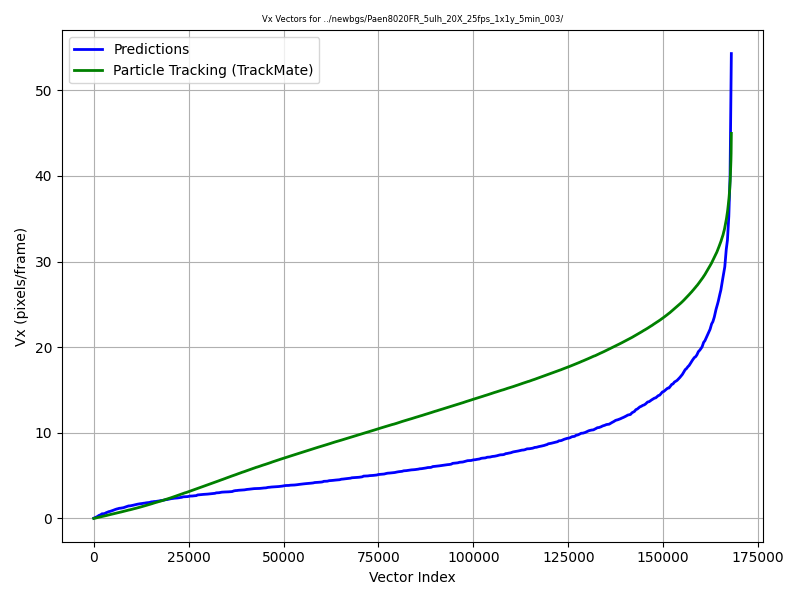 Vx Vectors for ../newbgs/Paen8020FR_5ulh_20X_25fps_1x1y_5min_003/
Predictions
Particle Tracking (TrackMate)
Vx (pixels/frame)
50
40
30
20
10
0
0 25000 50000 75000 100000 125000 150000 175000
Vector Index